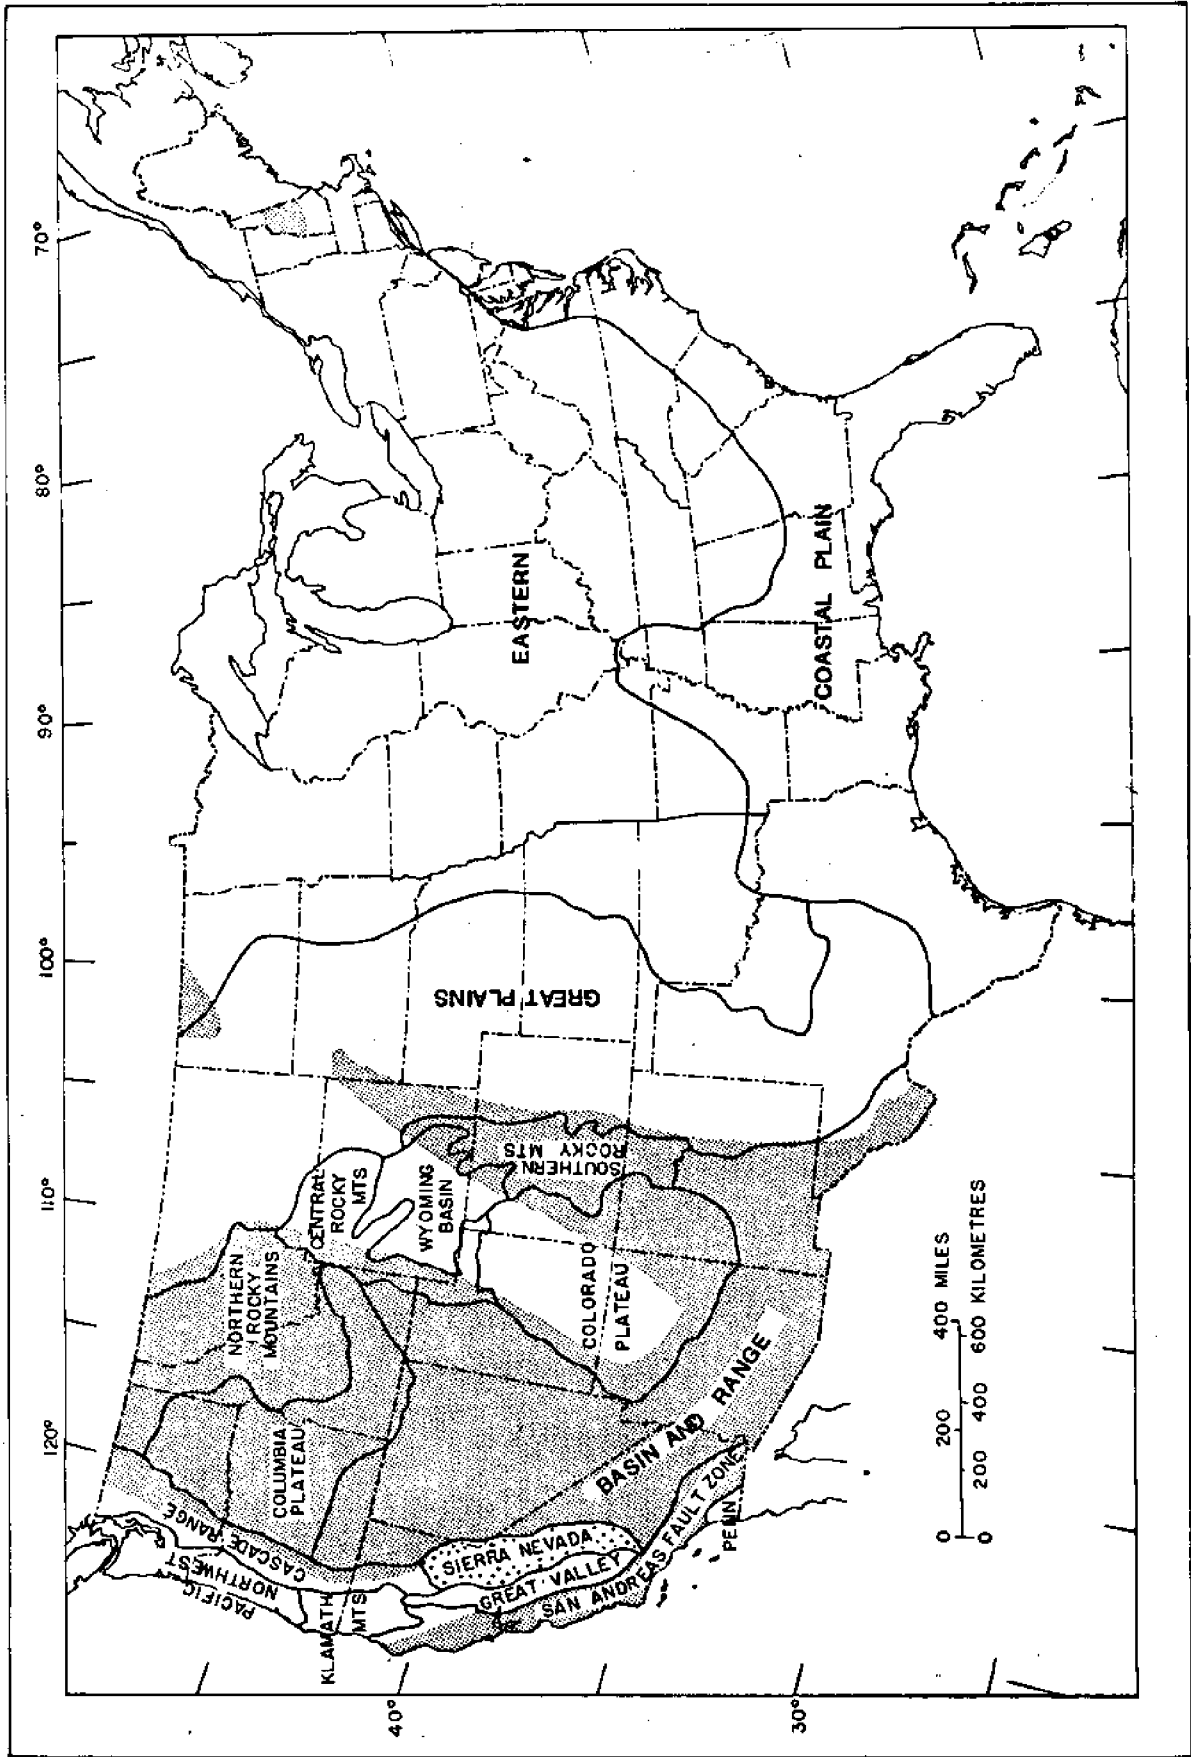 70°
80°
90°
100°
110°
120°
40°
30°
EASTERN
COASTAL PLAIN
GREAT PLAINS
SOUTHERN
ROCKY MTS
CENTRAL
ROCKY
MTS
WYOMING
BASIN
NORTHERN
ROCKY
MOUNTAINS
COLORADO
PLATEAU
COLUMBIA
PLATEAU
BASIN AND RANGE
CASCADE RANGE
PACIFIC
NORTHWEST
KLAMATH
MTS
SIERRA NEVADA
GREAT VALLEY
SAN ANDREAS FAULT ZONE
PENN
0 200 400 MILES
0 200 400 600 KILOMETRES